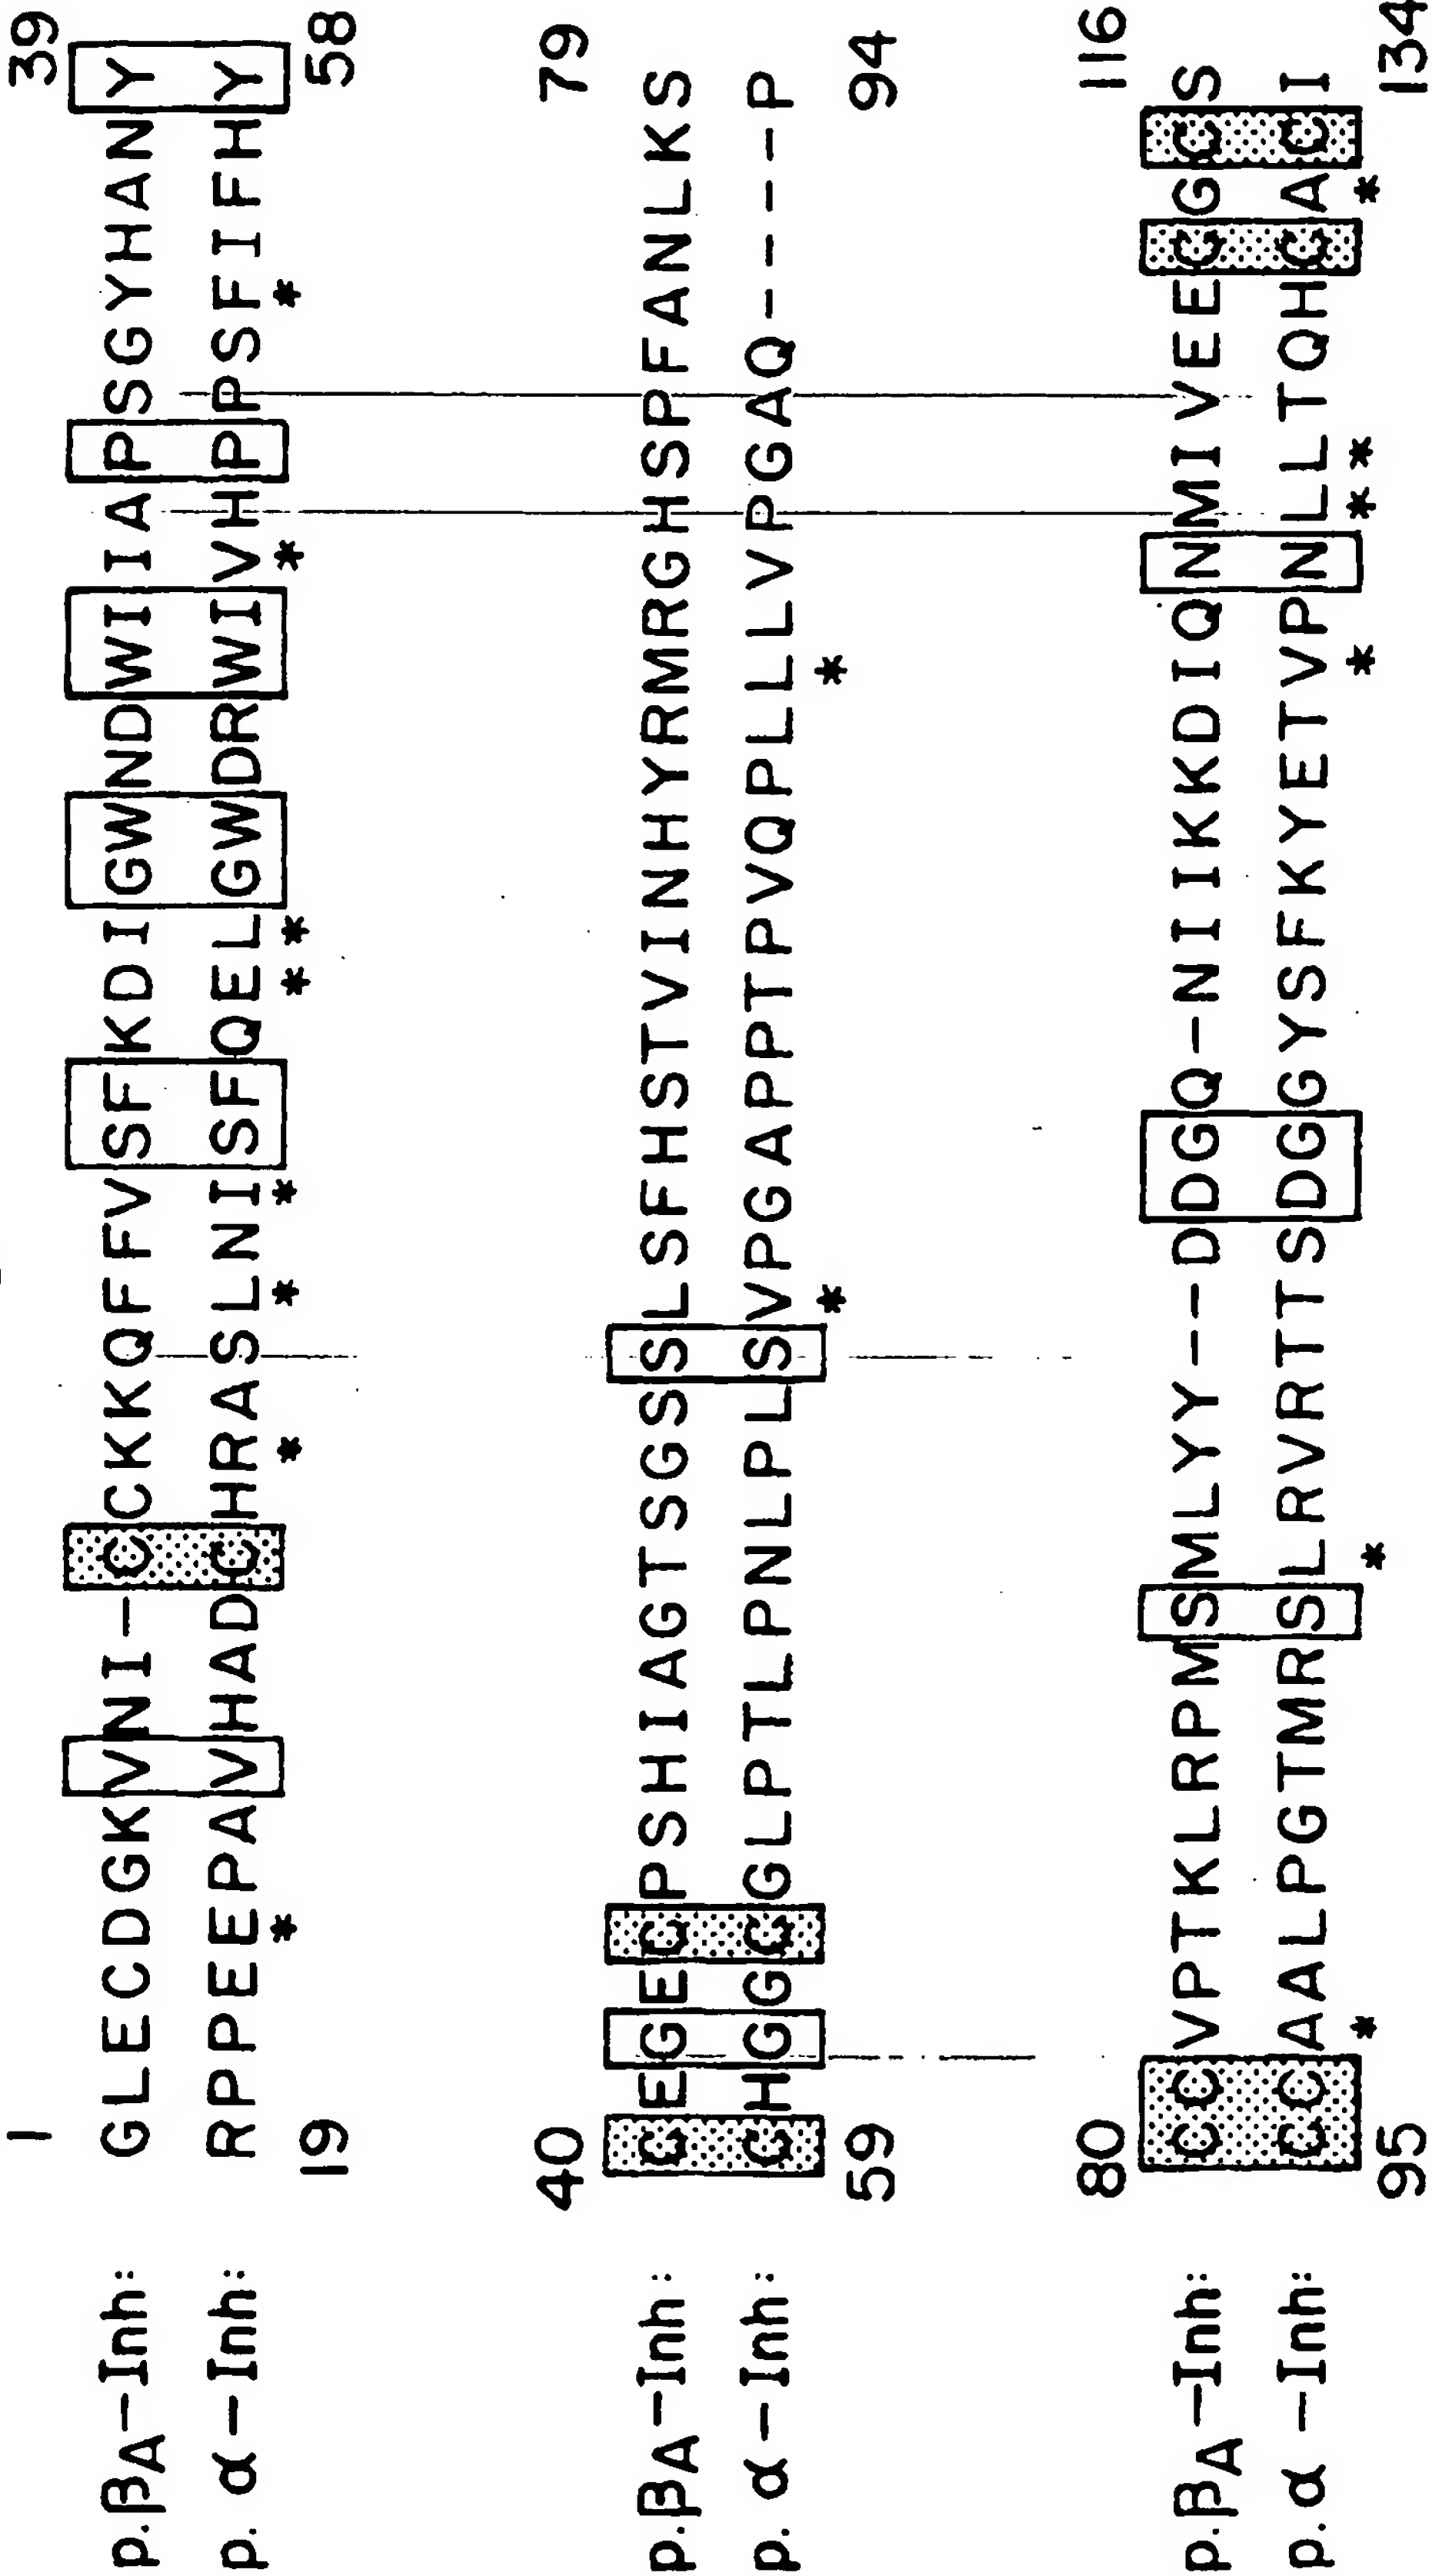 1 39
p.βA-Inh: GLECDGKVNI-CCKKQFFVSFKDIGWNDWIIAPSGYHANY
p. α-Inh: RPPEEPAVHADCHRASLNISFQELGWDRWIVHPPSFIFHY
* * * * * * * *
19 58
40 79
p.βA-Inh: CEGECPSHIAGTSGSSLSFHSTVINHYRMRGHSPFANLKS
p. α-Inh: CHGGCGLPTLPNLPLSVPGAPPTPVQPLLLVPGAQ----P
* *
59 94
80 116
p.βA-Inh: CCVPTKLRPMSMLYY--DDGQ-NIIKKDIQNMIVEECGCS
p. α-Inh: CCAALPGTMRSLRVRTTSDGGYSFKYETVPNLLTQHCACI
* * * * * *
95 134